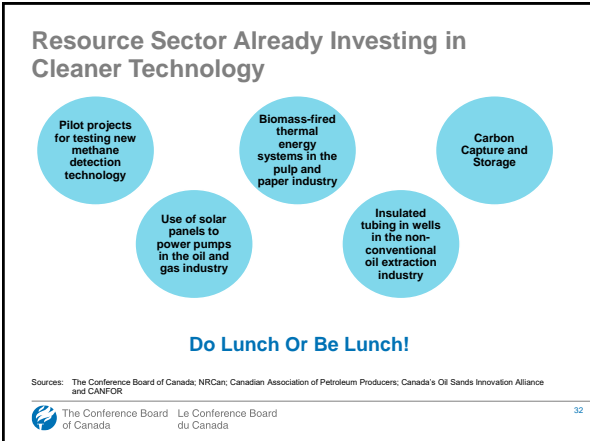 Resource Sector Already Investing in
Cleaner Technology
Pilot projects
for testing new
methane
detection
technology
Biomass-fired
thermal
energy
systems in the
pulp and
paper industry
Carbon
Capture and
Storage
Use of solar
panels to
power pumps
in the oil and
gas industry
Insulated
tubing in wells
in the non-
conventional
oil extraction
industry
Do Lunch Or Be Lunch!
Sources: The Conference Board of Canada; NRCan; Canadian Association of Petroleum Producers; Canada's Oil Sands Innovation Alliance
and CANFOR
The Conference Board
of Canada
Le Conference Board
du Canada
32